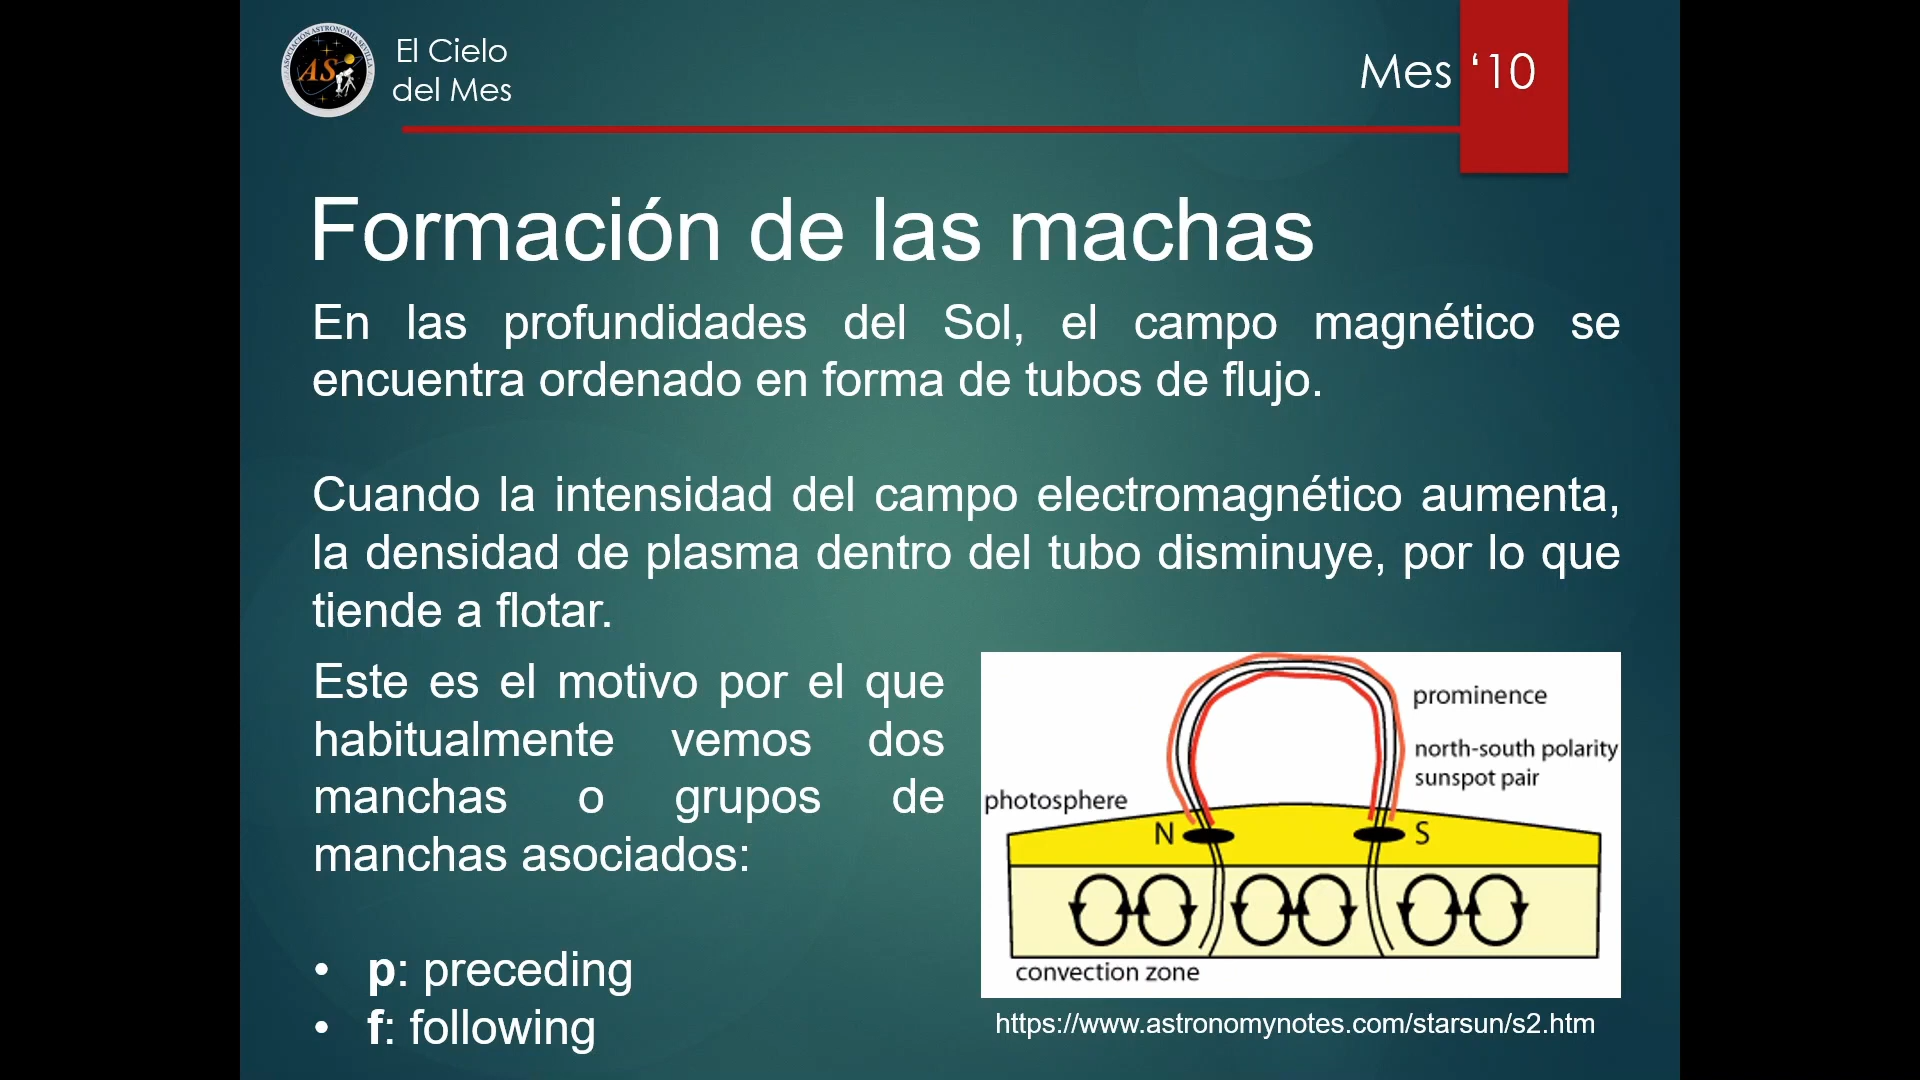 ASOCIACIÓN ASTRONOMÍA SEVILLA
AS
El Cielo
del Mes
Mes ‘10
Formación de las machas
En las profundidades del Sol, el campo magnético se
encuentra ordenado en forma de tubos de flujo.
Cuando la intensidad del campo electromagnético aumenta,
la densidad de plasma dentro del tubo disminuye, por lo que
tiende a flotar.
Este es el motivo por el que
habitualmente vemos dos
manchas o grupos de
manchas asociados:
• p: preceding
• f: following
prominence
north-south polarity
sunspot pair
photosphere
N
S
convection zone
https://www.astronomynotes.com/starsun/s2.htm